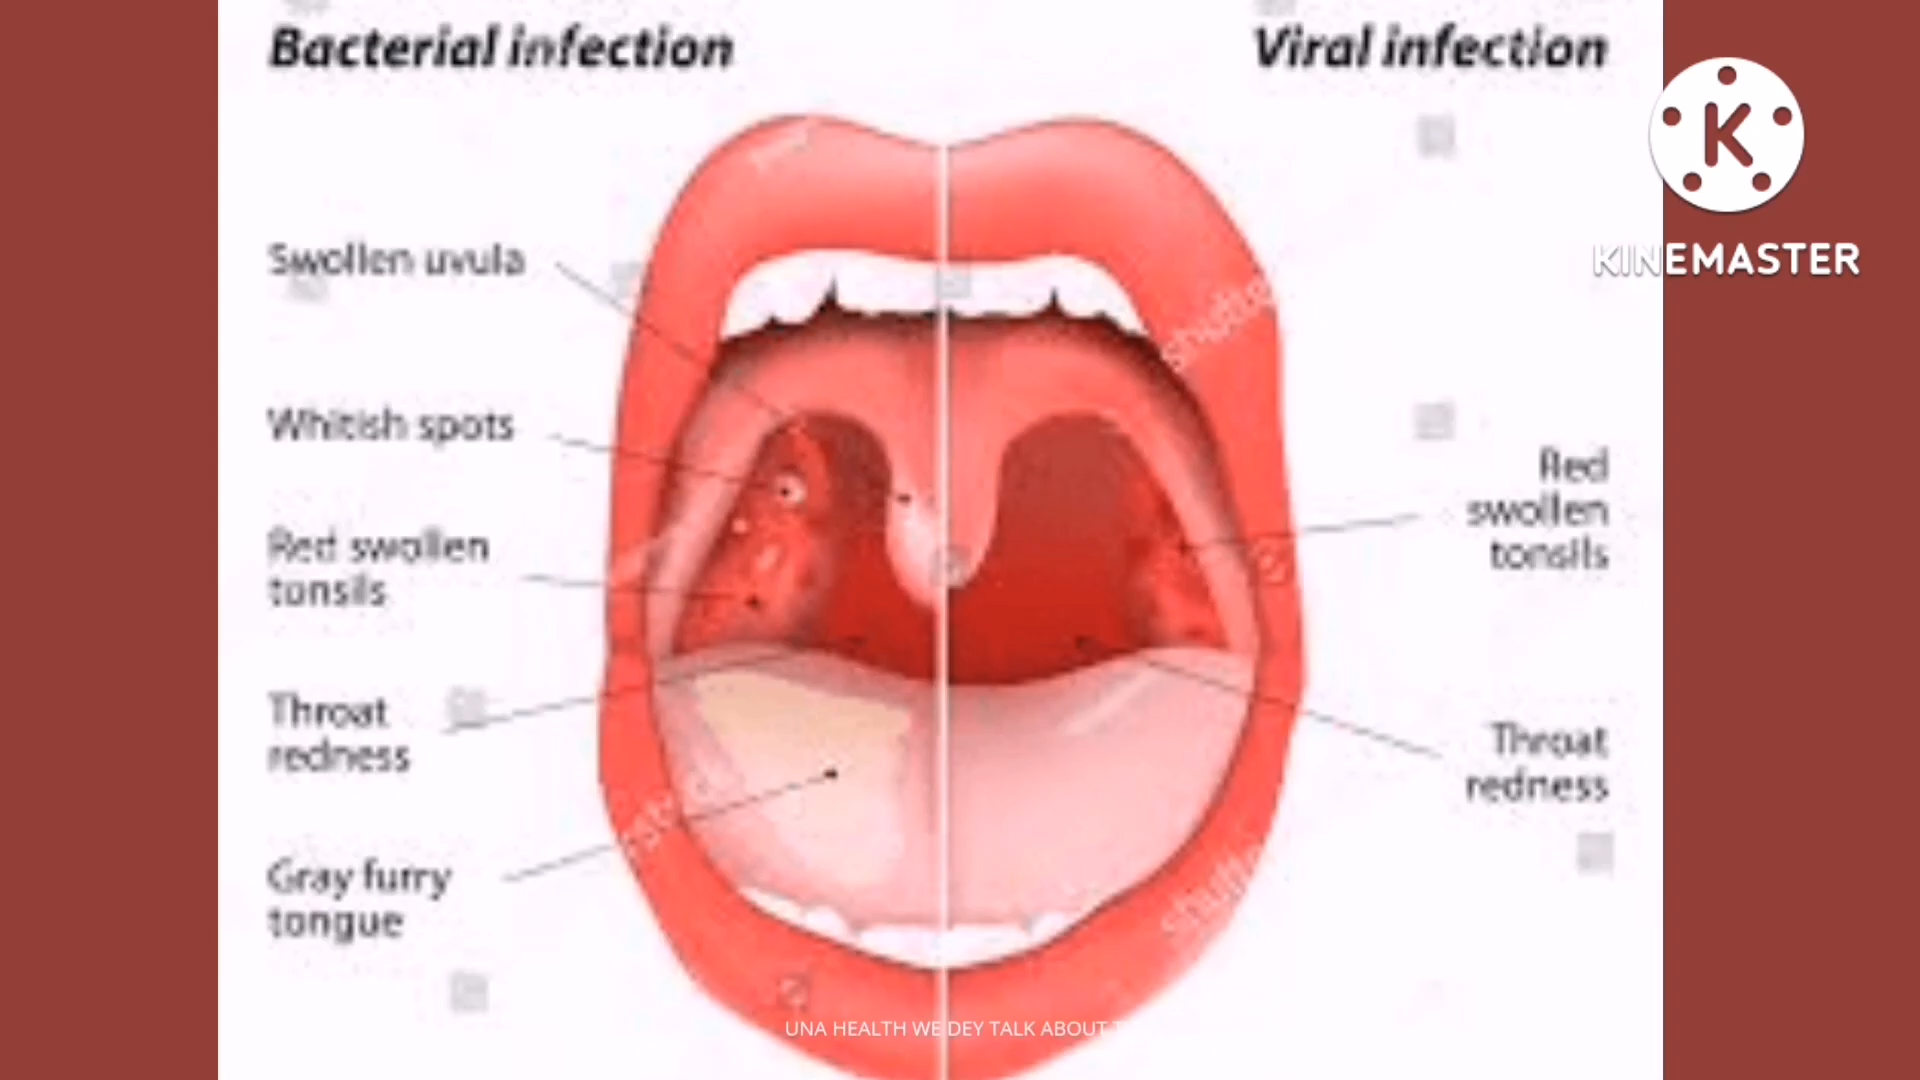 Bacterial infection
Viral infection
K
KINEMASTER
Swollen uvula
Whitish spots
Red swollen
tonsils
Throat
redness
Gray furry
tongue
Red
swollen
tonsils
Throat
redness
UNA HEALTH WE DEY TALK ABOUT